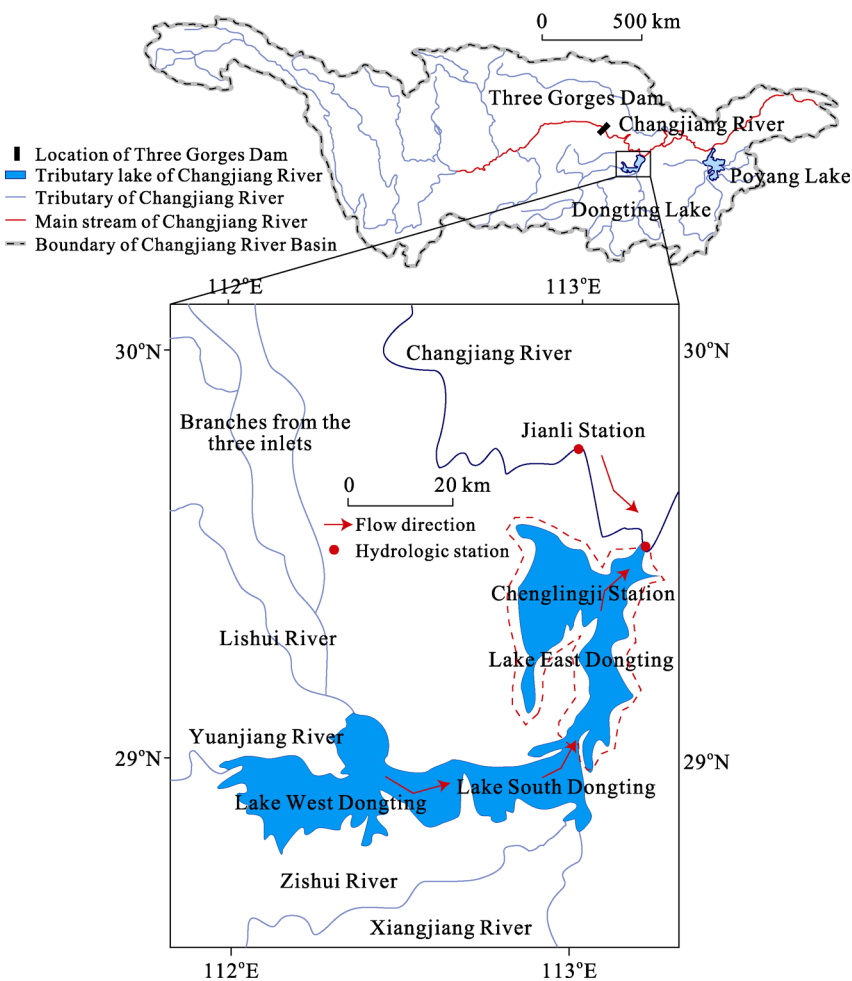 0 500 km
Three Gorges Dam
Changjiang River
Poyang Lake
Dongting Lake
Location of Three Gorges Dam
Tributary lake of Changjiang River
Tributary of Changjiang River
Main stream of Changjiang River
Boundary of Changjiang River Basin
112°E 113°E
30°N 30°N
Changjiang River
Branches from the
three inlets
Jianli Station
0 20 km
Flow direction
Hydrologic station
Chenglingji Station
Lishui River
Lake East Dongting
Yuanjiang River
29°N 29°N
Lake West Dongting
Lake South Dongting
Zishui River
Xiangjiang River
112°E 113°E